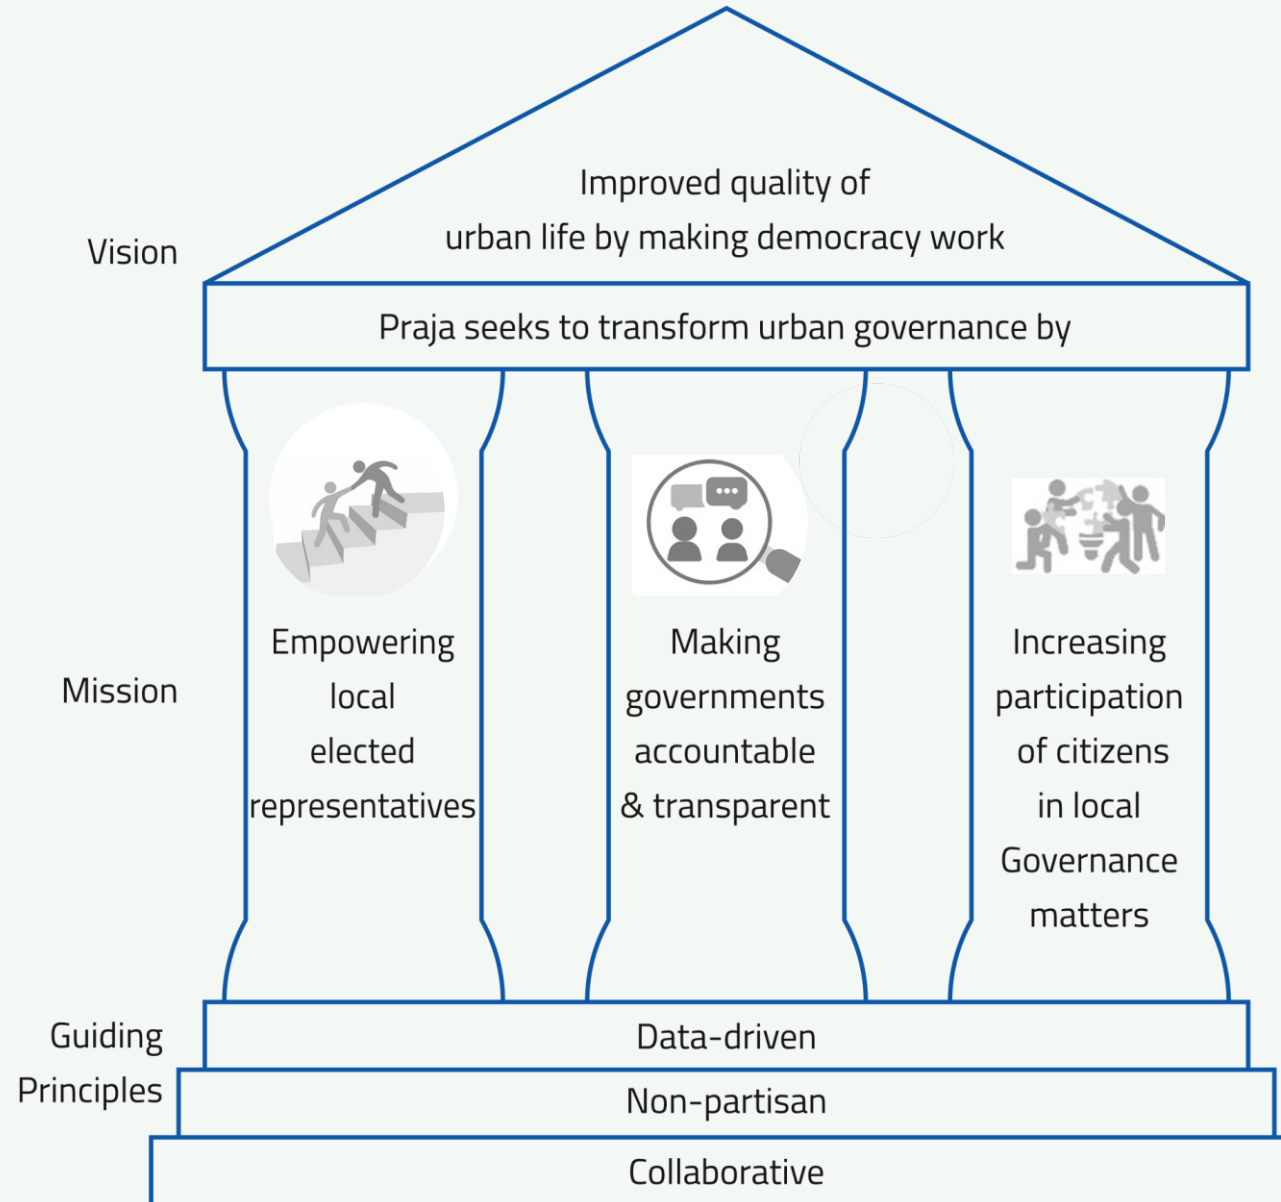 Vision
Improved quality of
urban life by making democracy work
Praja seeks to transform urban governance by
Mission
Empowering
local
elected
representatives
Making
governments
accountable
& transparent
Increasing
participation
of citizens
in local
Governance
matters
Guiding
Principles
Data-driven
Non-partisan
Collaborative